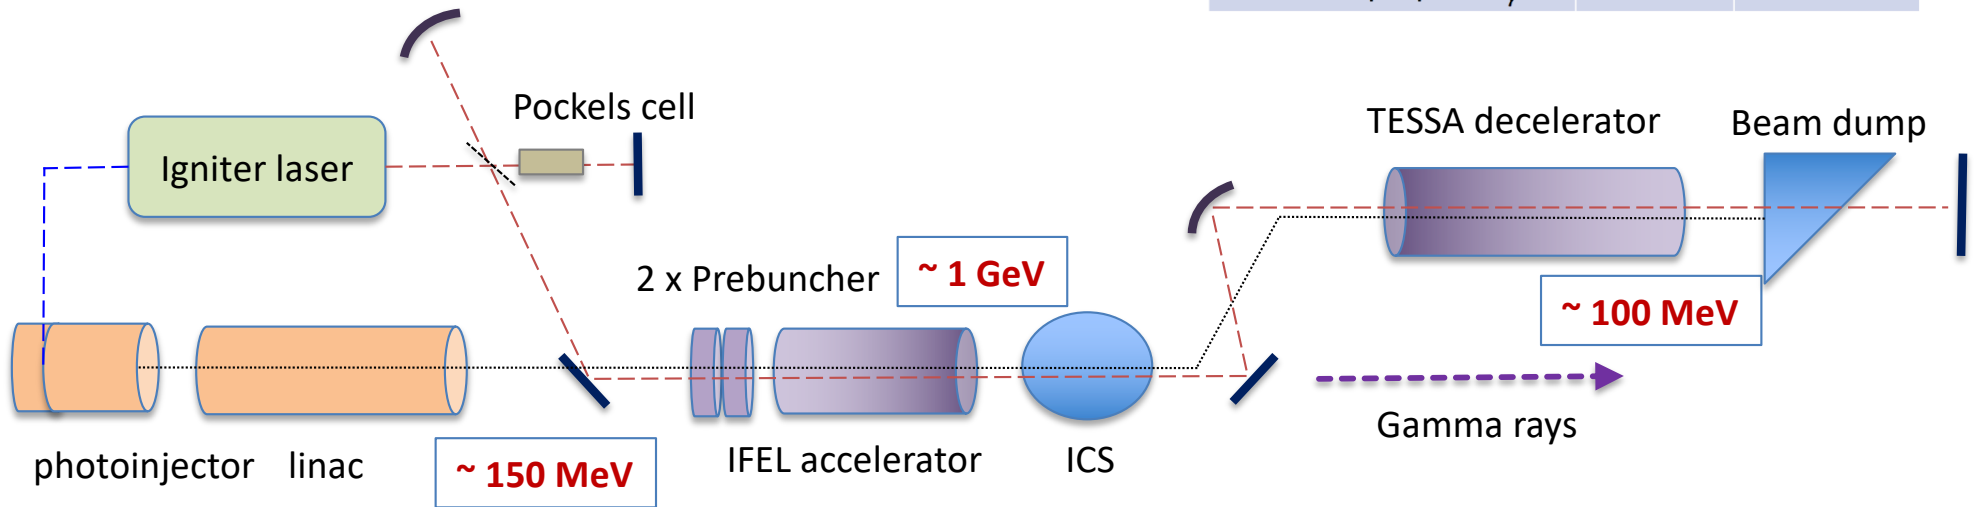 Pockels cell
TESSA decelerator
Beam dump
Igniter laser
2 x Prebuncher
~ 1 GeV
~ 100 MeV
Gamma rays
photoinjector
linac
~ 150 MeV
IFEL accelerator
ICS